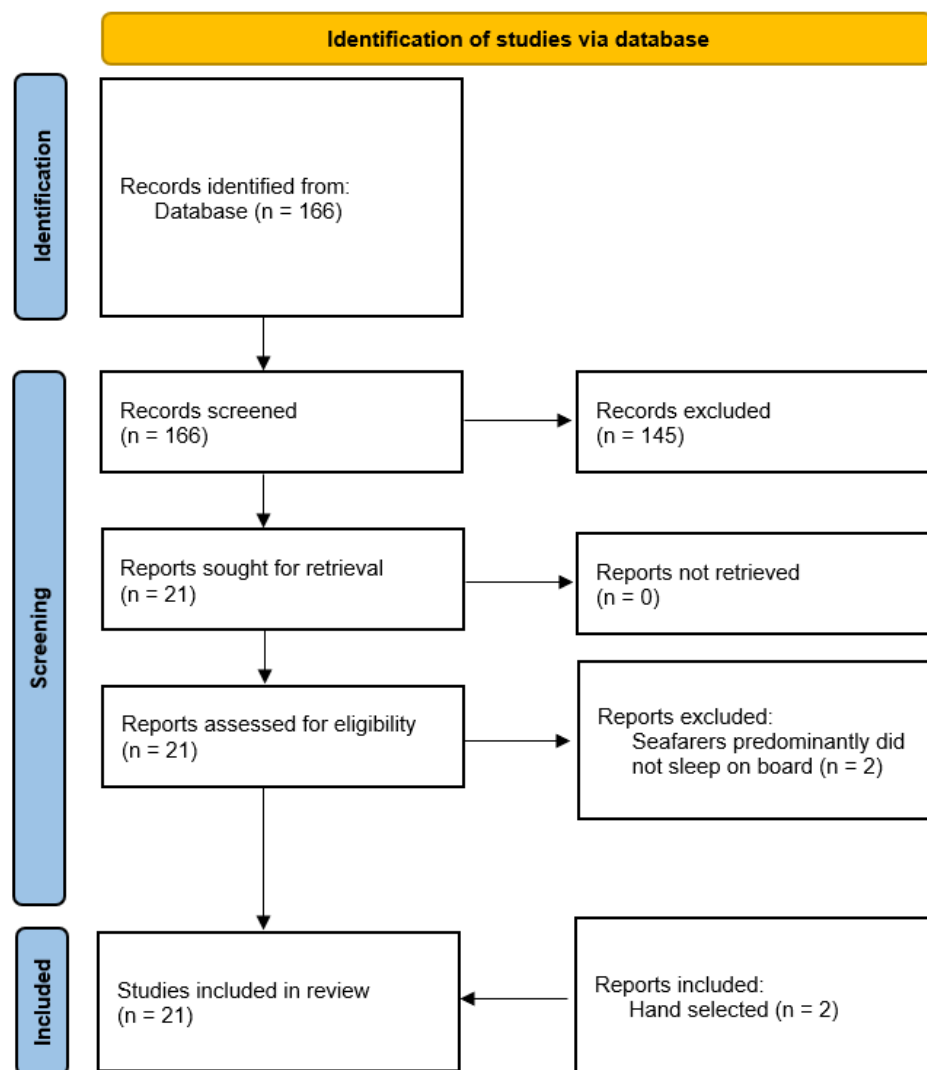 Identification of studies via database
Identification
Records identified from:
Database (n = 166)
Screening
Records screened
(n = 166)
Records excluded
(n = 145)
Reports sought for retrieval
(n = 21)
Reports not retrieved
(n = 0)
Reports assessed for eligibility
(n = 21)
Reports excluded:
Seafarers predominantly did
not sleep on board (n = 2)
Included
Studies included in review
(n = 21)
Reports included:
Hand selected (n = 2)